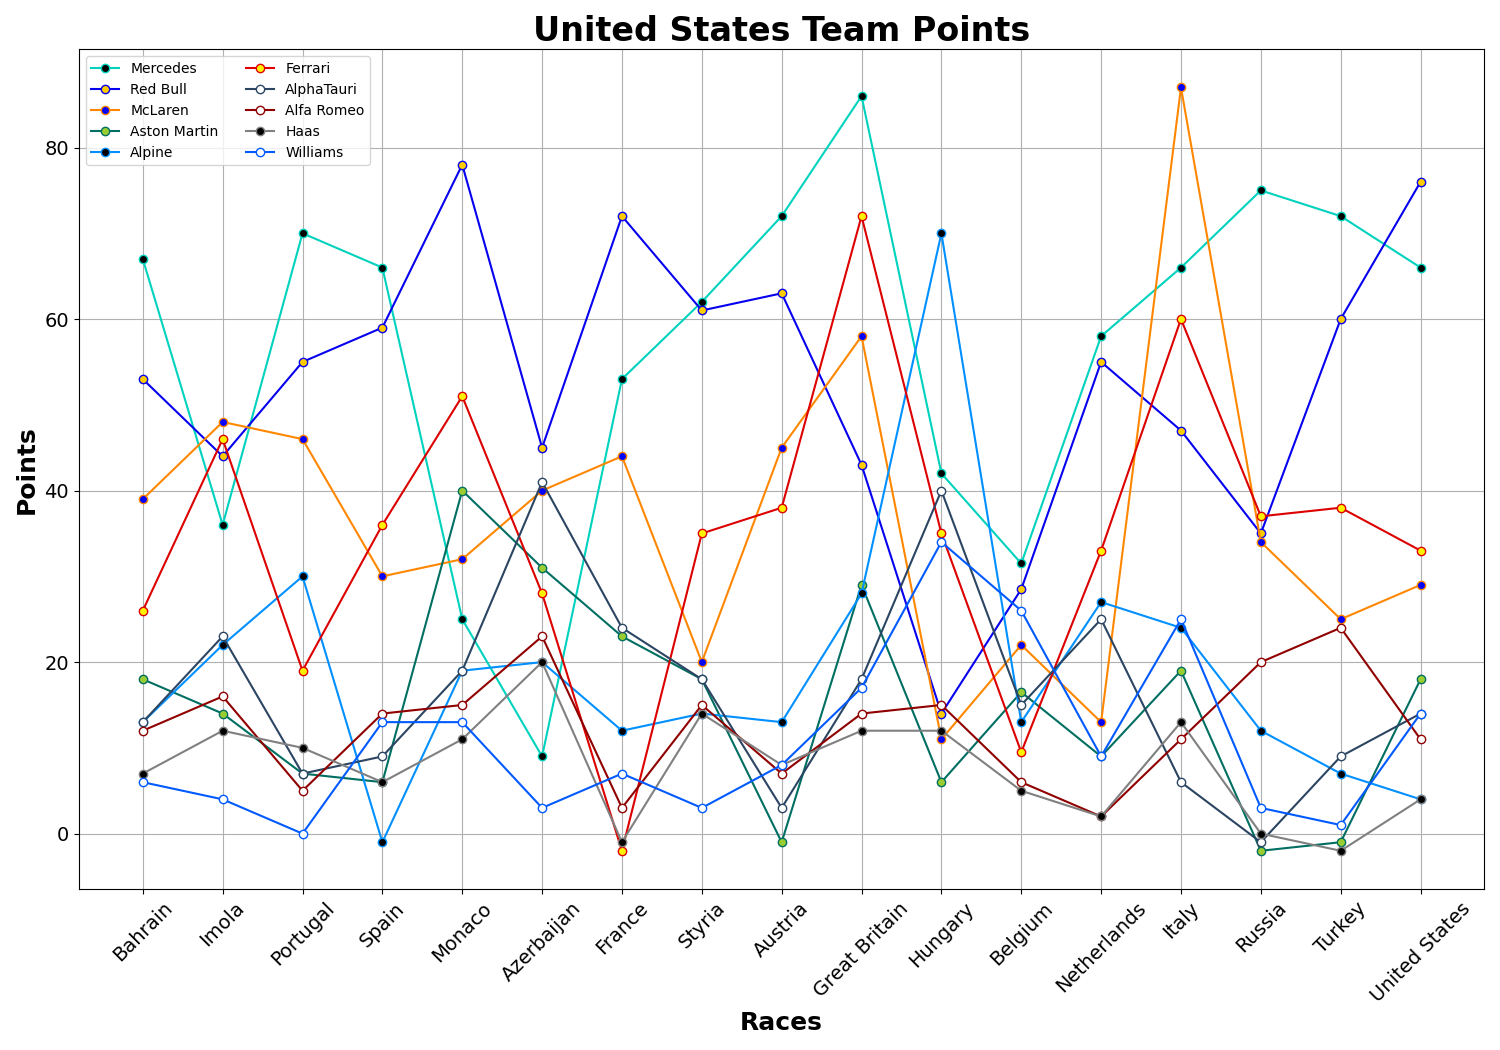 United States Team Points
Mercedes
Red Bull
McLaren
Aston Martin
Alpine
Ferrari
AlphaTauri
Alfa Romeo
Haas
Williams
Points
80
60
40
20
0
Bahrain
Imola
Portugal
Spain
Monaco
Azerbaijian
France
Styria
Austria
Great Britain
Hungary
Belgium
Netherlands
Italy
Russia
Turkey
United States
Races